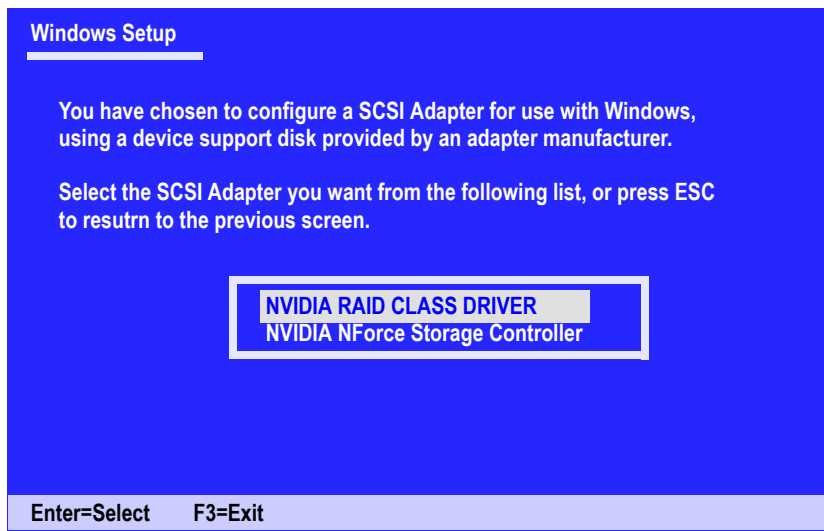 Windows Setup
You have chosen to configure a SCSI Adapter for use with Windows,
using a device support disk provided by an adapter manufacturer.
Select the SCSI Adapter you want from the following list, or press ESC
to resutrn to the previous screen.
NVIDIA RAID CLASS DRIVER
NVIDIA NForce Storage Controller
Enter=Select F3=Exit